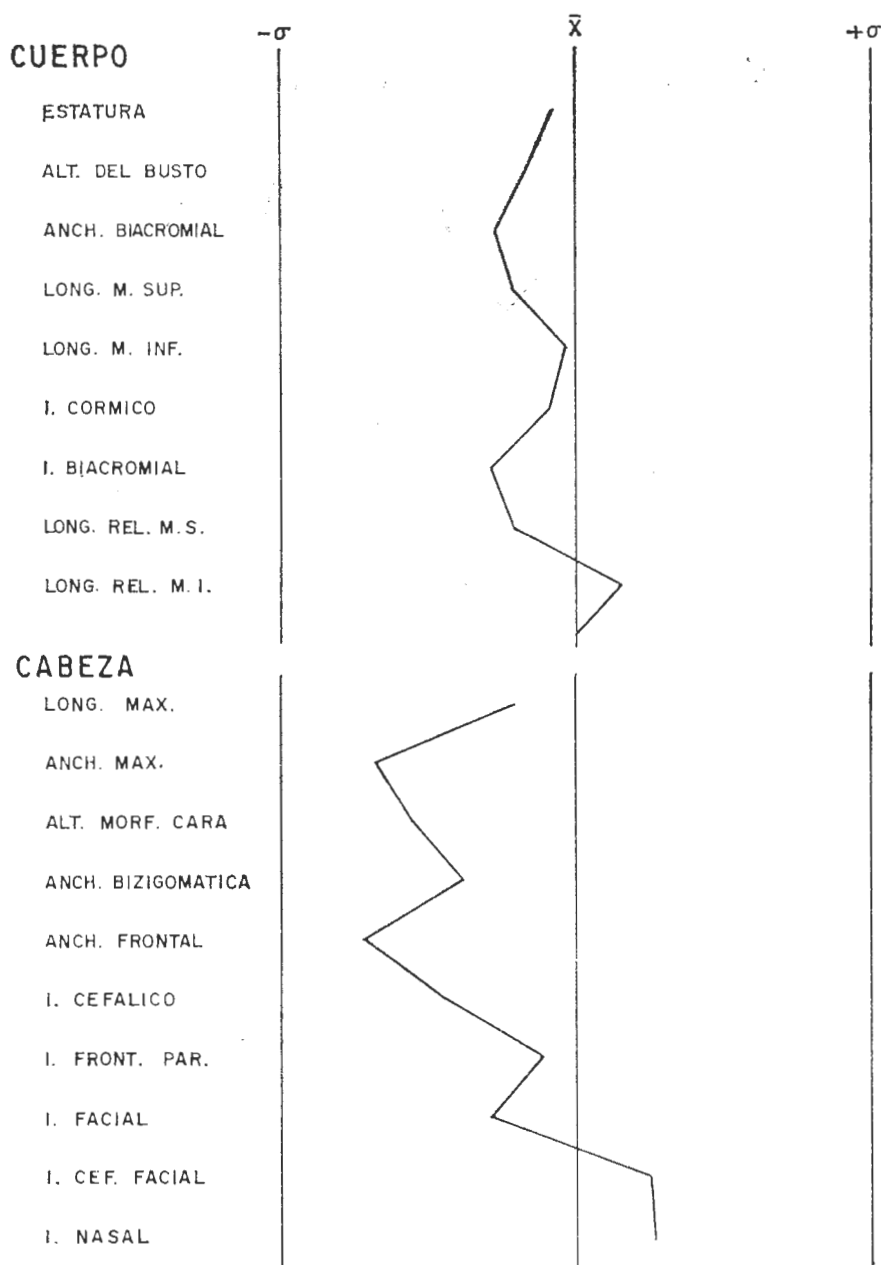 -σ X̄ +σ
CUERPO
ESTATURA
ALT. DEL BUSTO
ANCH. BIACROMIAL
LONG. M. SUP.
LONG. M. INF.
I. CORMICO
I. BIACROMIAL
LONG. REL. M.S.
LONG. REL. M.I.
CABEZA
LONG. MAX.
ANCH. MAX.
ALT. MORF. CARA
ANCH. BIZIGOMATICA
ANCH. FRONTAL
I. CEFALICO
I. FRONT. PAR.
I. FACIAL
I. CEF. FACIAL
I. NASAL